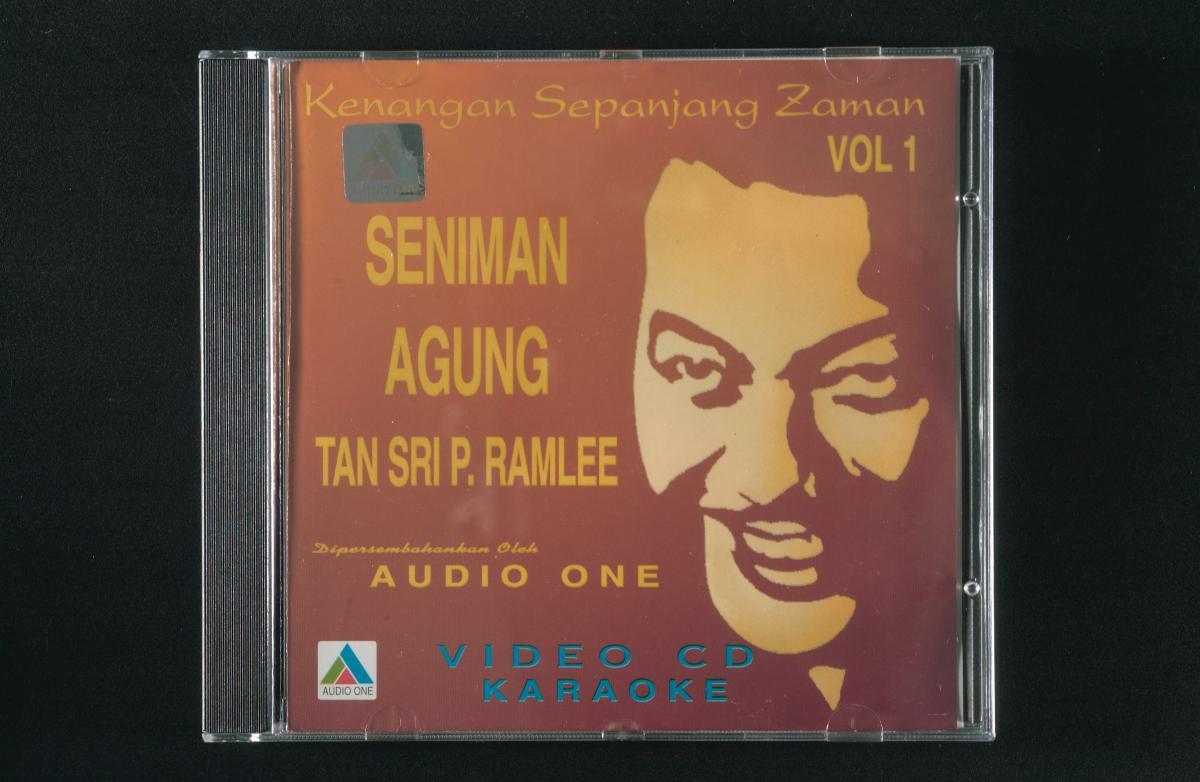 Kenangan Sepanjang Zaman
VOL 1
SENIMAN
AGUNG
TAN SRI P. RAMLEE
Dipersembahankan Oleh
AUDIO ONE
VIDEO CD
KARAOKE
AUDIO ONE